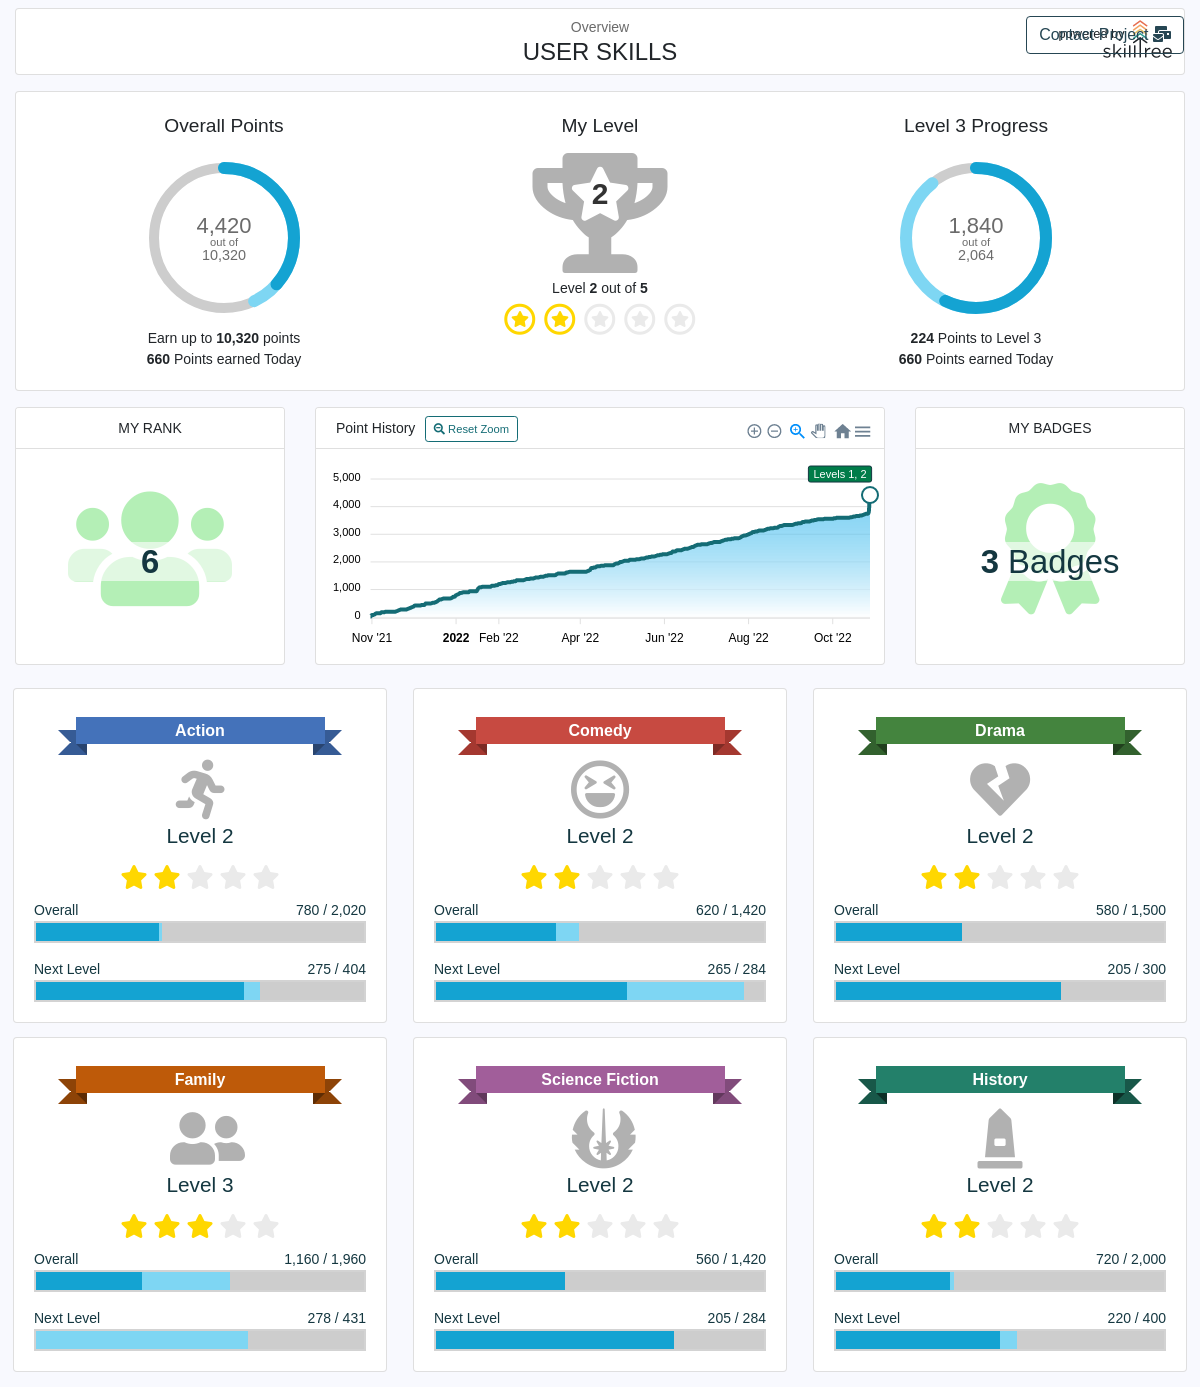 Overview
USER SKILLS
Contact Project
powered by
skilltree
Overall Points
4,420
out of
10,320
Earn up to 10,320 points
660 Points earned Today
My Level
2
Level 2 out of 5
Level 3 Progress
1,840
out of
2,064
224 Points to Level 3
660 Points earned Today
MY RANK
6
Point History
Reset Zoom
Levels 1, 2
5,000
4,000
3,000
2,000
1,000
0
Nov '21 2022 Feb '22 Apr '22 Jun '22 Aug '22 Oct '22
MY BADGES
3 Badges
Action
Level 2
Overall 780 / 2,020
Next Level 275 / 404
Comedy
Level 2
Overall 620 / 1,420
Next Level 265 / 284
Drama
Level 2
Overall 580 / 1,500
Next Level 205 / 300
Family
Level 3
Overall 1,160 / 1,960
Next Level 278 / 431
Science Fiction
Level 2
Overall 560 / 1,420
Next Level 205 / 284
History
Level 2
Overall 720 / 2,000
Next Level 220 / 400